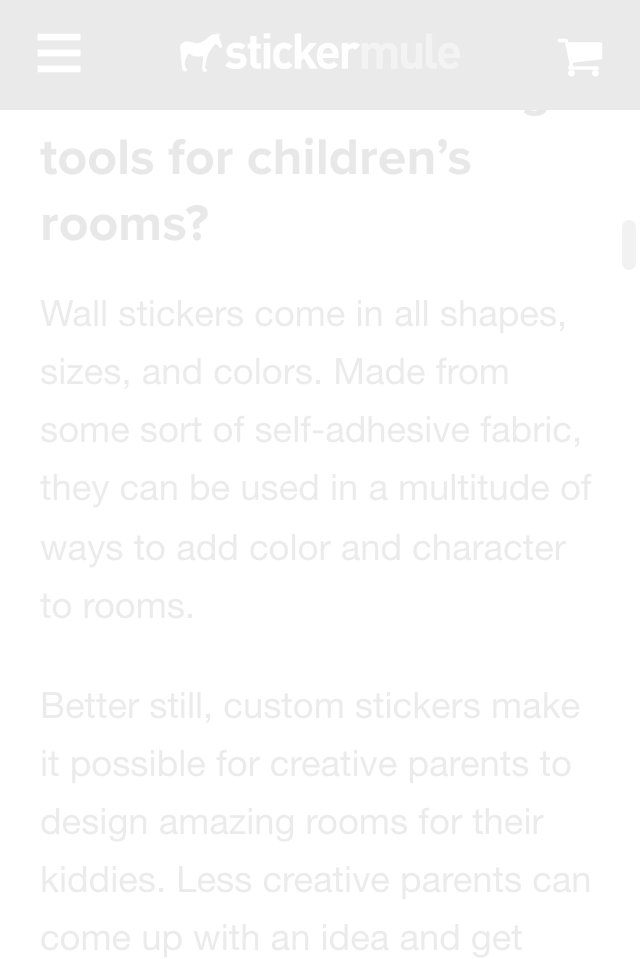 stickermule
tools for children’s
rooms?
Wall stickers come in all shapes,
sizes, and colors. Made from
some sort of self-adhesive fabric,
they can be used in a multitude of
ways to add color and character
to rooms.
Better still, custom stickers make
it possible for creative parents to
design amazing rooms for their
kiddies. Less creative parents can
come up with an idea and get